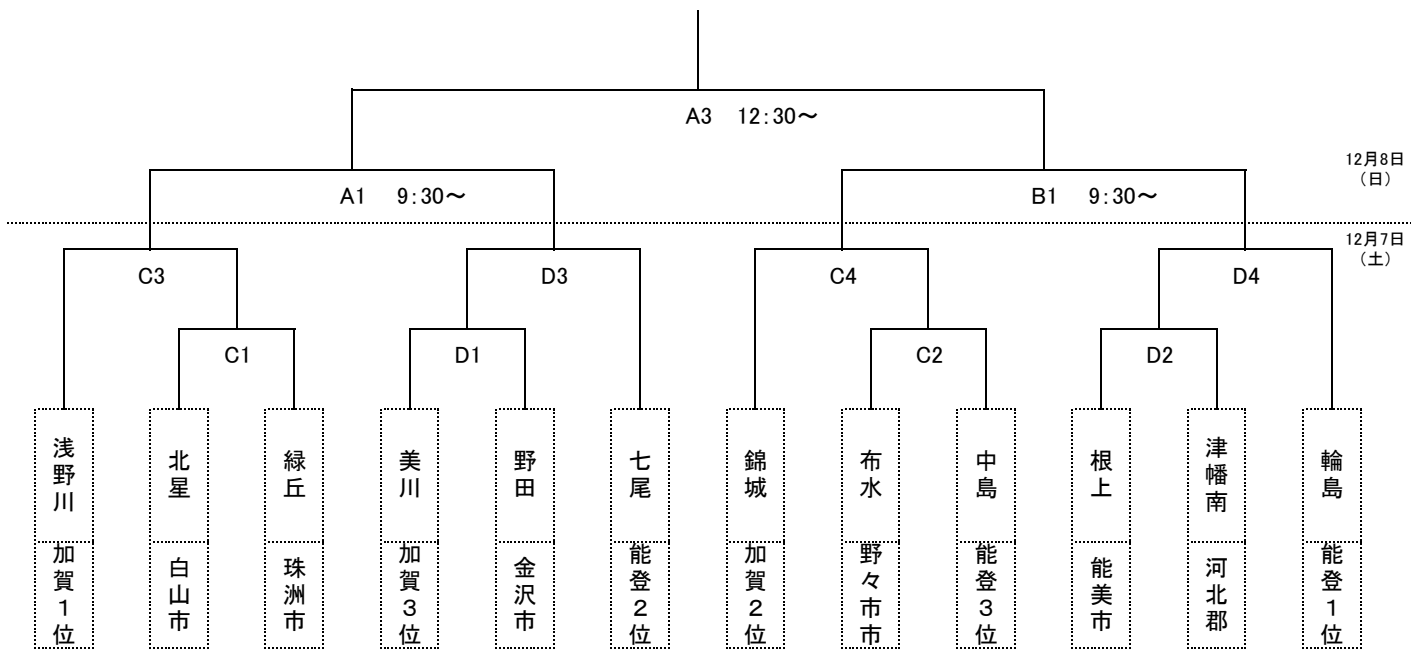 A3 12:30～
12月8日
（日）
A1 9:30～
B1 9:30～
12月7日
（土）
C3
D3
C4
D4
C1
D1
C2
D2
浅野川
北星
緑丘
美川
野田
七尾
錦城
布水
中島
根上
津幡南
輪島
加賀１位
白山市
珠洲市
加賀３位
金沢市
能登２位
加賀２位
野々市市
能登３位
能美市
河北郡
能登１位